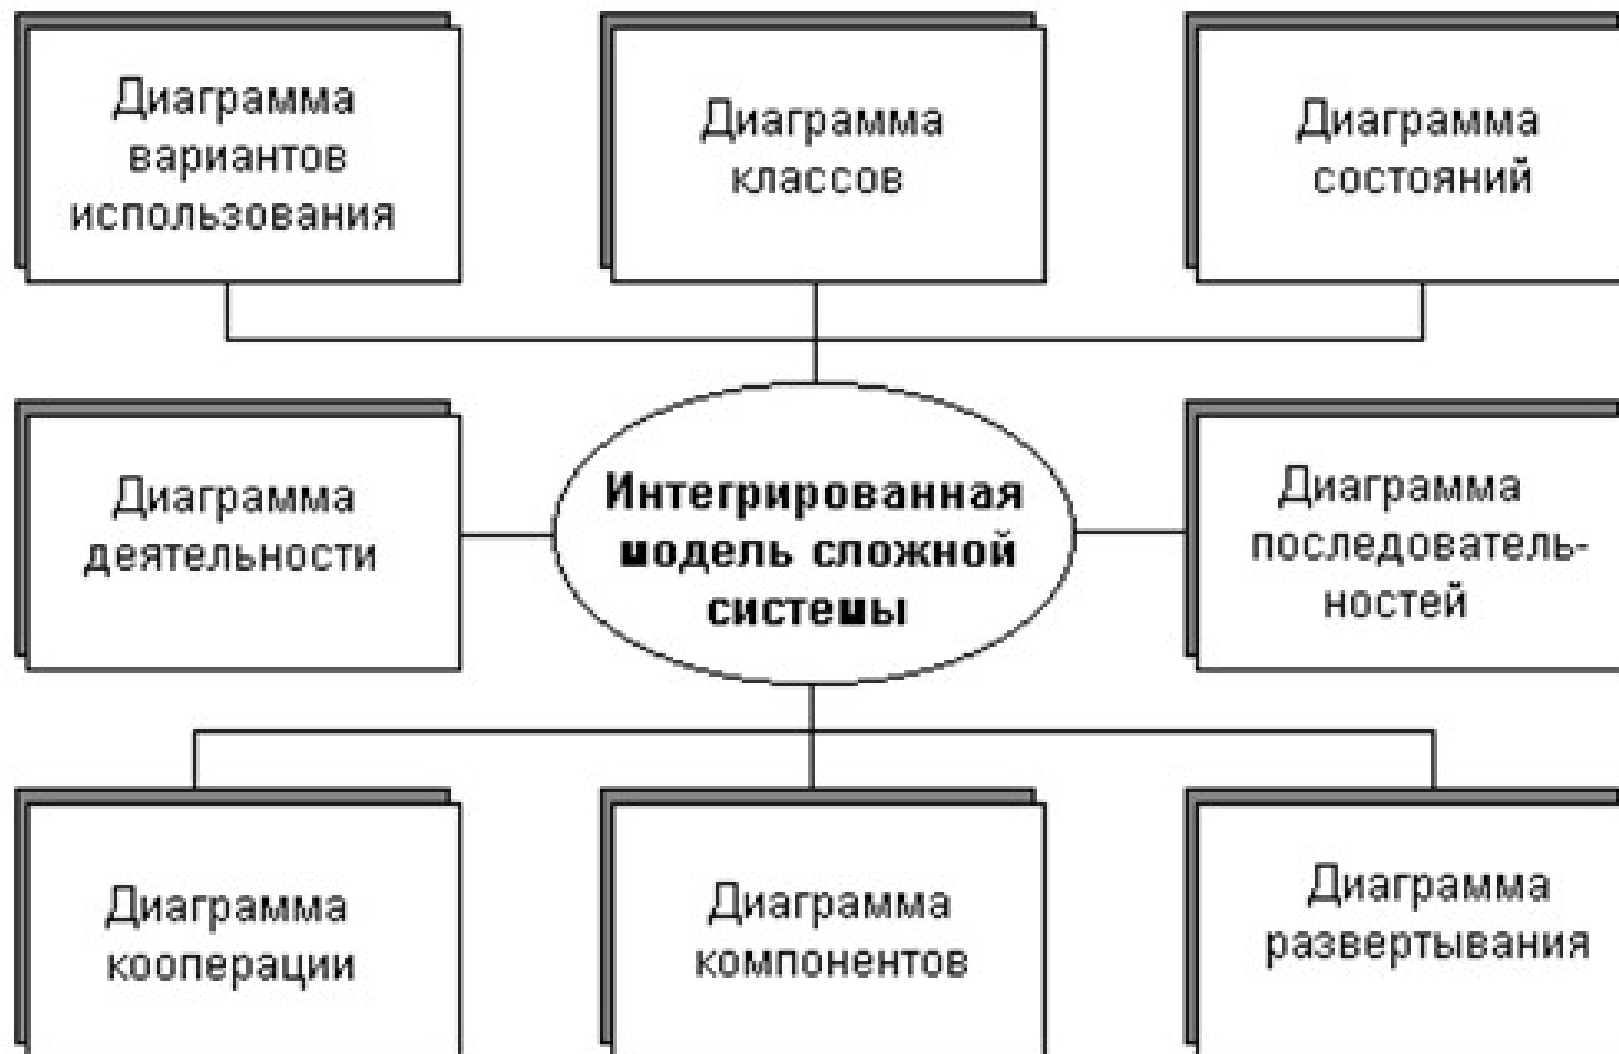 Диаграмма
вариантов
использования
Диаграмма
классов
Диаграмма
состояний
Диаграмма
деятельности
Интегрированная
модель сложной
системы
Диаграмма
последователь-
ностей
Диаграмма
кооперации
Диаграмма
компонентов
Диаграмма
развертывания